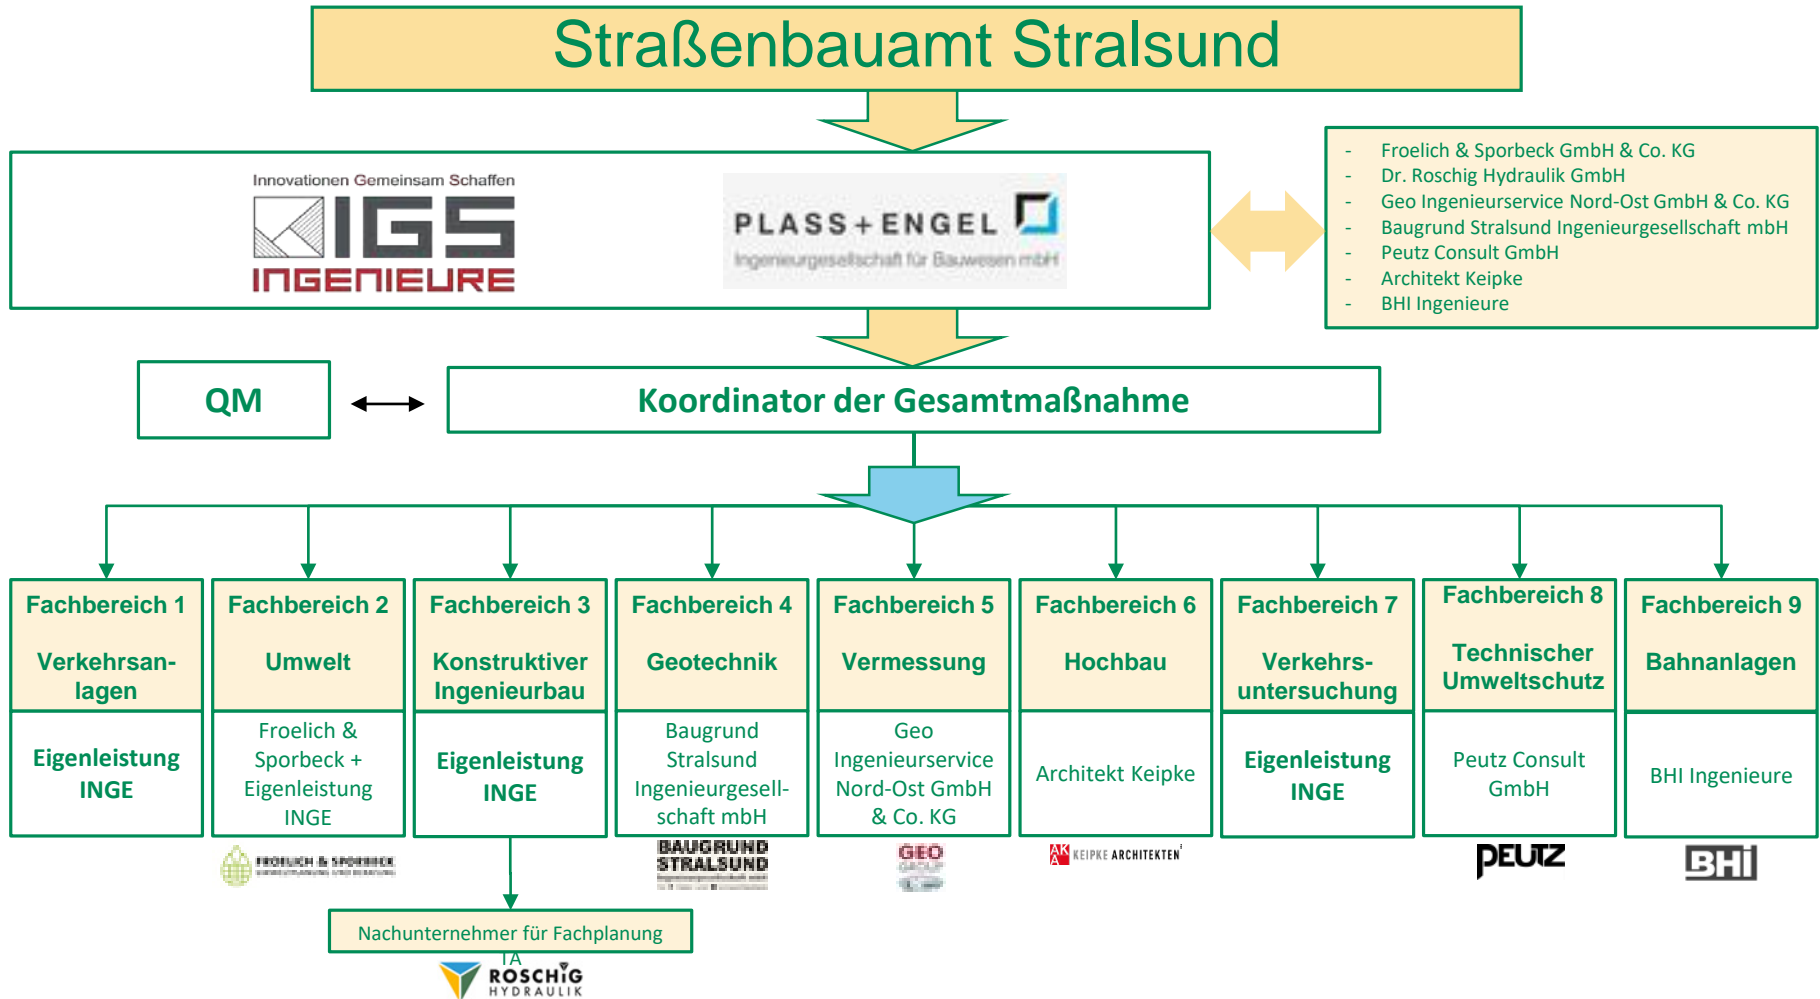 Straßenbauamt Stralsund
Innovationen Gemeinsam Schaffen
IGS
INGENIEURE
PLASS + ENGEL
Ingenieurgesellschaft für Bauwesen mbH
- Froelich & Sporbeck GmbH & Co. KG
- Dr. Roschig Hydraulik GmbH
- Geo Ingenieurservice Nord-Ost GmbH & Co. KG
- Baugrund Stralsund Ingenieurgesellschaft mbH
- Peutz Consult GmbH
- Architekt Keipke
- BHI Ingenieure
QM
Koordinator der Gesamtmaßnahme
Fachbereich 1
Verkehrsan-
lagen
Eigenleistung
INGE
Fachbereich 2
Umwelt
Froelich &
Sporbeck +
Eigenleistung
INGE
FROELICH & SPORBECK
UMWELTPLANUNG UND BERATUNG
Fachbereich 3
Konstruktiver
Ingenieurbau
Eigenleistung
INGE
Nachunternehmer für Fachplanung
TA
ROSCHiG
HYDRAULIK
Fachbereich 4
Geotechnik
Baugrund
Stralsund
Ingenieurgesell-
schaft mbH
BAUGRUND
STRALSUND
Fachbereich 5
Vermessung
Geo
Ingenieurservice
Nord-Ost GmbH
& Co. KG
GEO
GROUP
Fachbereich 6
Hochbau
Architekt Keipke
AK
A
KEIPKE ARCHITEKTEN
Fachbereich 7
Verkehrs-
untersuchung
Eigenleistung
INGE
Fachbereich 8
Technischer
Umweltschutz
Peutz Consult
GmbH
PEUTZ
Fachbereich 9
Bahnanlagen
BHI Ingenieure
BHi